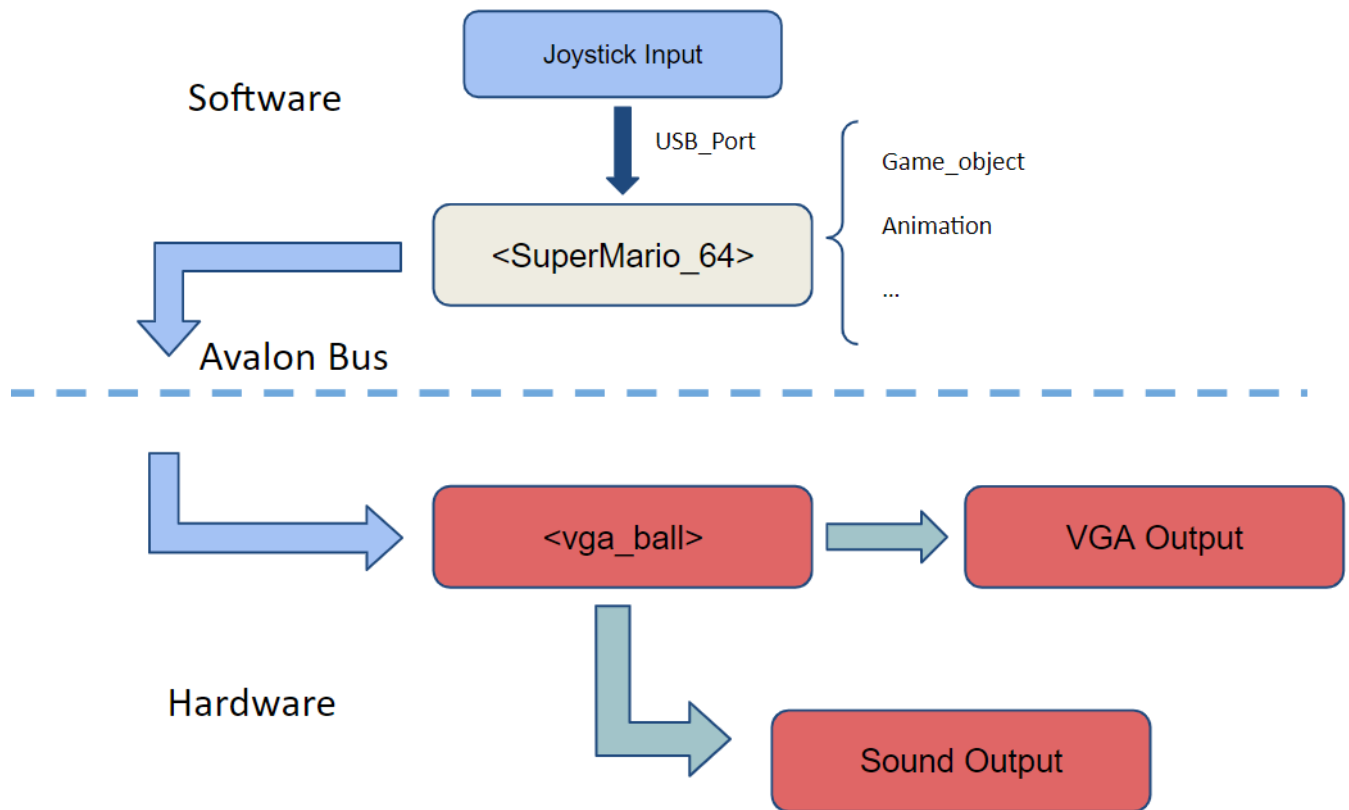 Joystick Input
Software
USB_Port
Game_object
<SuperMario_64>
Animation
...
Avalon Bus
<vga_ball>
VGA Output
Hardware
Sound Output